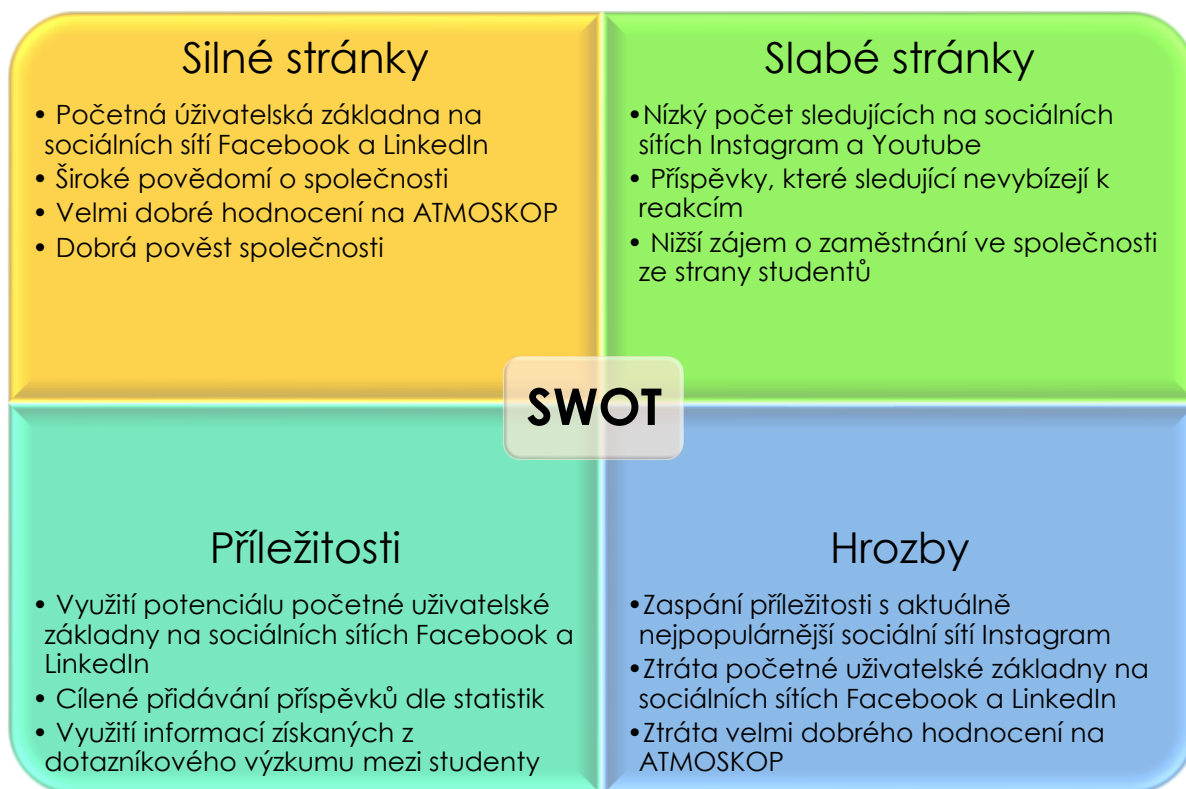 Silné stránky
• Početná úživatelská základna na
sociálních sítí Facebook a LinkedIn
• Široké povědomí o společnosti
• Velmi dobré hodnocení na ATMOSKOP
• Dobrá pověst společnosti
Slabé stránky
•Nízký počet sledujících na sociálních
sítích Instagram a Youtube
• Příspěvky, které sledující nevybízejí k
reakcím
• Nižší zájem o zaměstnání ve společnosti
ze strany studentů
SWOT
Příležitosti
• Využití potenciálu početné uživatelské
základny na sociálních sítích Facebook a
LinkedIn
• Cílené přidávání příspěvků dle statistik
• Využití informací získaných z
dotazníkového výzkumu mezi studenty
Hrozby
•Zaspání příležitosti s aktuálně
nejpopulárnější sociální sítí Instagram
•Ztráta početné uživatelské základny na
sociálních sítích Facebook a LinkedIn
•Ztráta velmi dobrého hodnocení na
ATMOSKOP